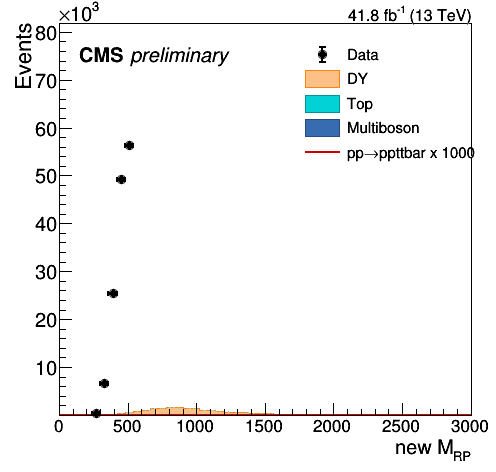 ×10³
41.8 fb⁻¹ (13 TeV)
Events
CMS preliminary
Data
DY
Top
Multiboson
pp→ppttbar x 1000
80
70
60
50
40
30
20
10
0 500 1000 1500 2000 2500 3000
new M_RP